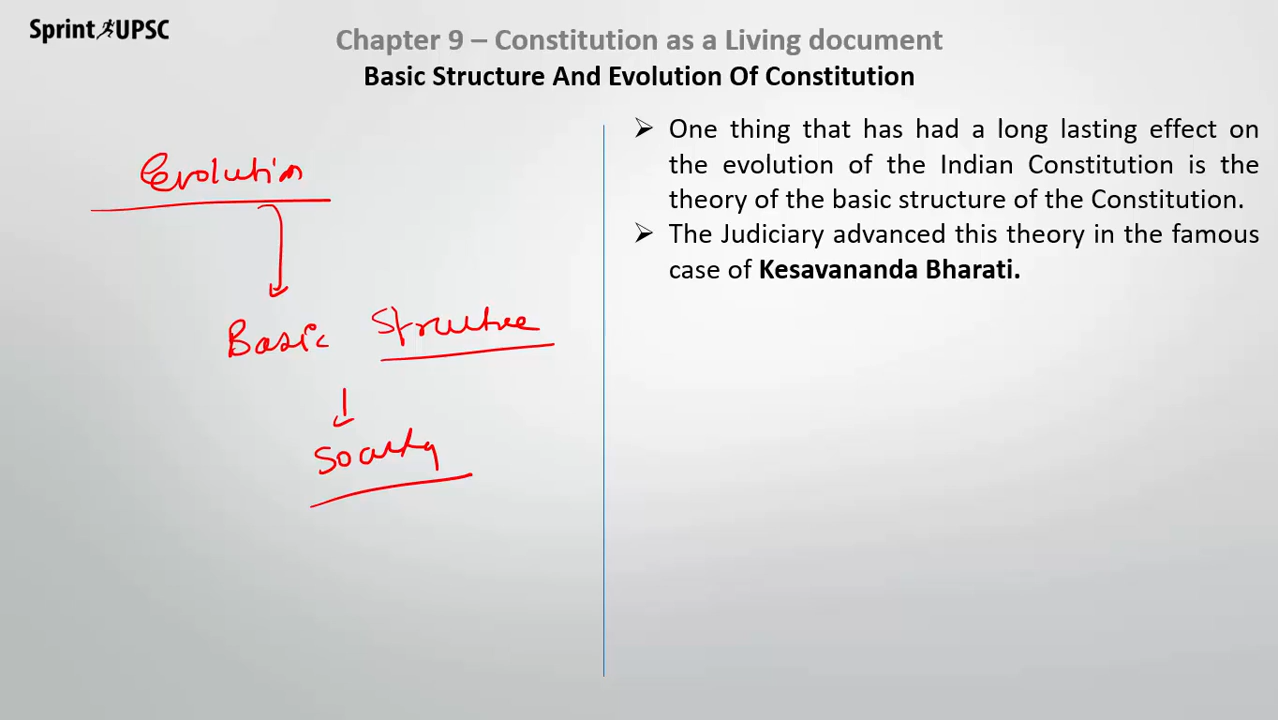 Sprint UPSC
Chapter 9 – Constitution as a Living document
Basic Structure And Evolution Of Constitution
Evolution
Basic Structure
Society
➢ One thing that has had a long lasting effect on
the evolution of the Indian Constitution is the
theory of the basic structure of the Constitution.
➢ The Judiciary advanced this theory in the famous
case of Kesavananda Bharati.